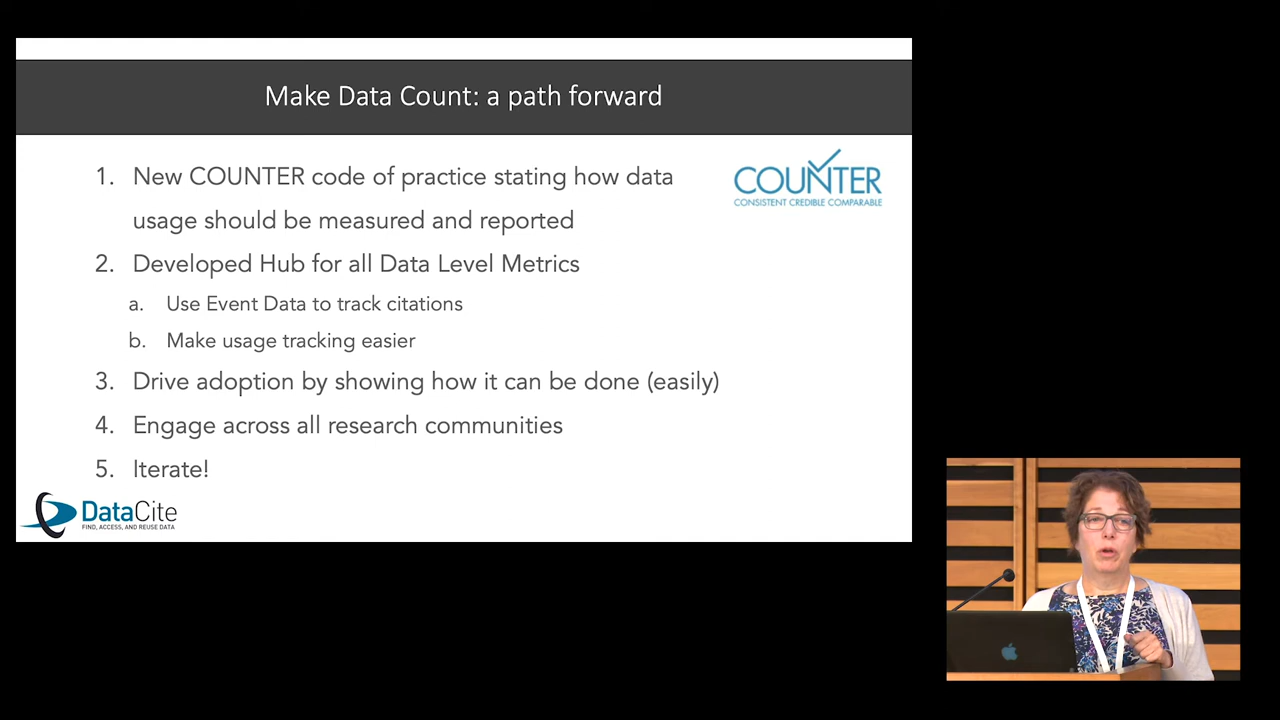 Make Data Count: a path forward
1. New COUNTER code of practice stating how data
usage should be measured and reported
COUNTER
CONSISTENT CREDIBLE COMPARABLE
2. Developed Hub for all Data Level Metrics
a. Use Event Data to track citations
b. Make usage tracking easier
3. Drive adoption by showing how it can be done (easily)
4. Engage across all research communities
5. Iterate!
DataCite
FIND, ACCESS, AND REUSE DATA